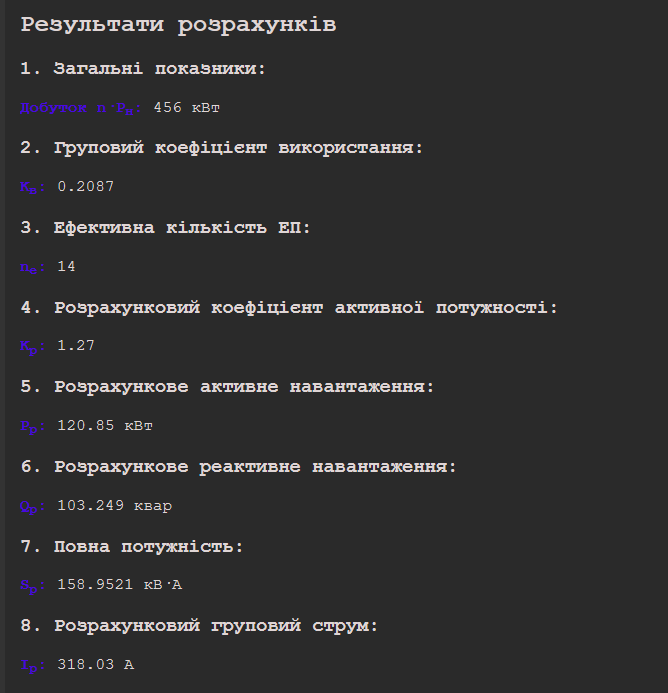 Результати розрахунків
1. Загальні показники:
Добуток n·Pн: 456 кВт
2. Груповий коефіцієнт використання:
Кв: 0.2087
3. Ефективна кількість ЕП:
nе: 14
4. Розрахунковий коефіцієнт активної потужності:
Кр: 1.27
5. Розрахункове активне навантаження:
Pр: 120.85 кВт
6. Розрахункове реактивне навантаження:
Qр: 103.249 квар
7. Повна потужність:
Sр: 158.9521 кВ·А
8. Розрахунковий груповий струм:
Iр: 318.03 А